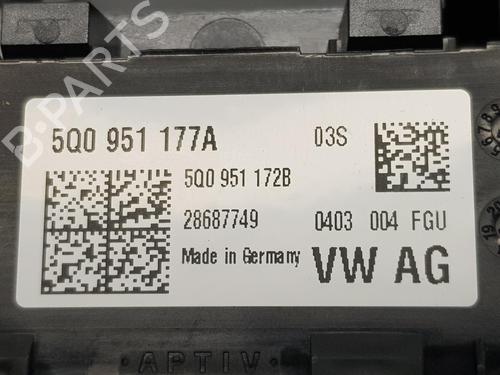 5Q0 951 177A 03S
5Q0 951 172B
28687749 0403 004 FGU
Made in Germany VW AG
APTIV
B-PARTS